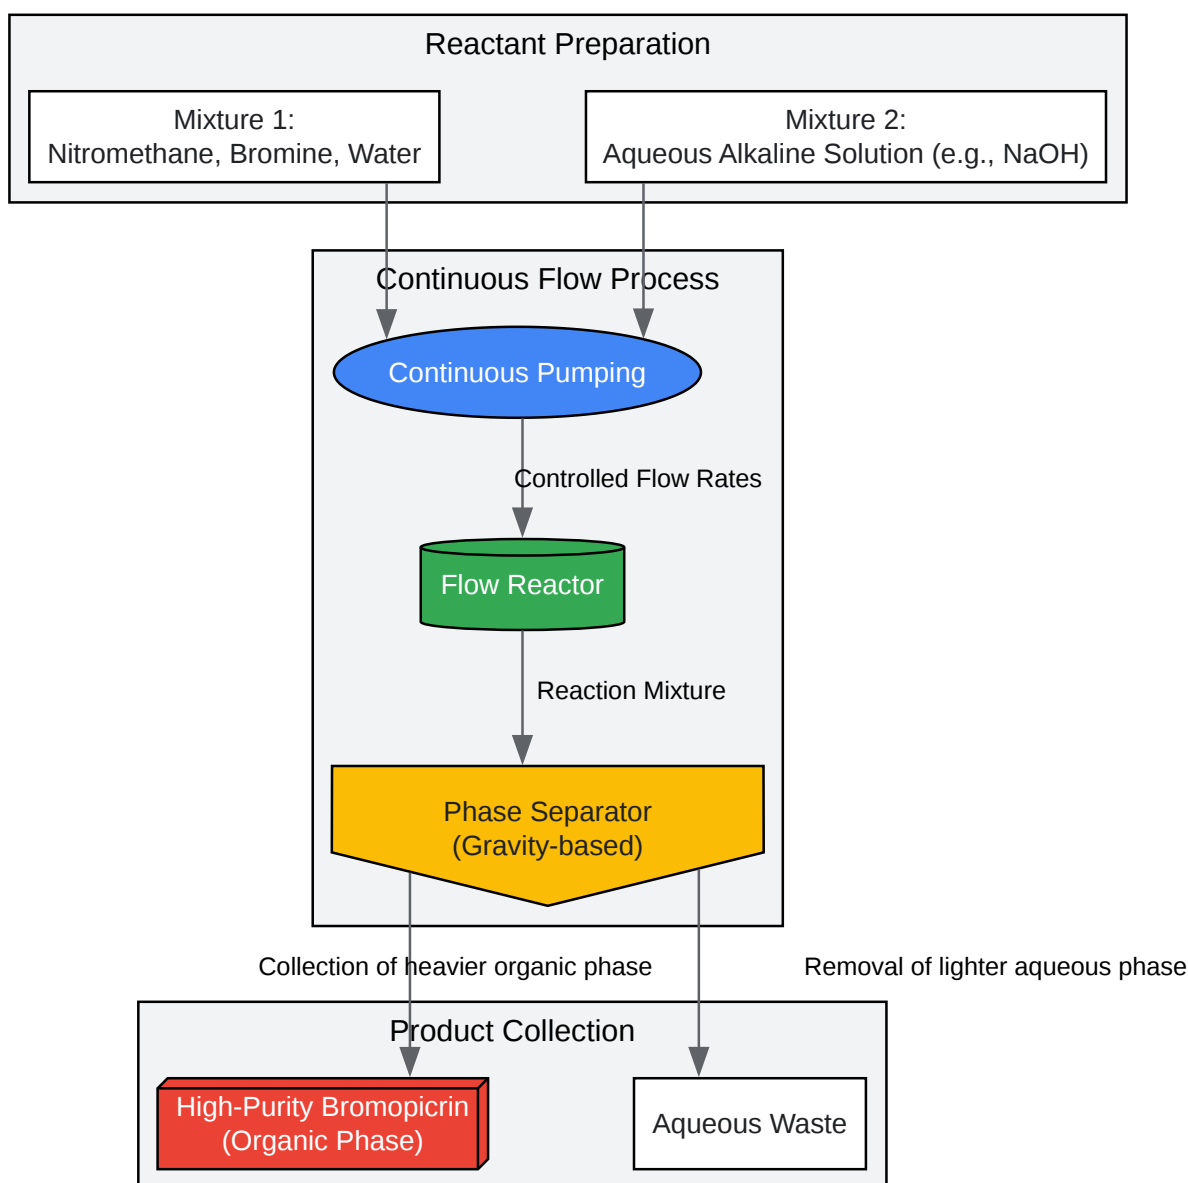 Reactant Preparation
Mixture 1:
Nitromethane, Bromine, Water
Mixture 2:
Aqueous Alkaline Solution (e.g., NaOH)
Continuous Flow Process
Continuous Pumping
Controlled Flow Rates
Flow Reactor
Reaction Mixture
Phase Separator
(Gravity-based)
Collection of heavier organic phase
Removal of lighter aqueous phase
Product Collection
High-Purity Bromopicrin
(Organic Phase)
Aqueous Waste